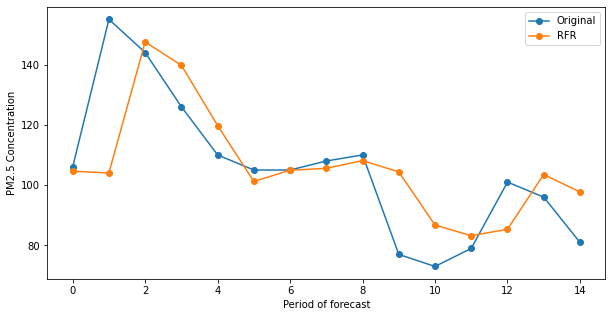 Original
RFR
140
120
100
80
PM2.5 Concentration
0 2 4 6 8 10 12 14
Period of forecast